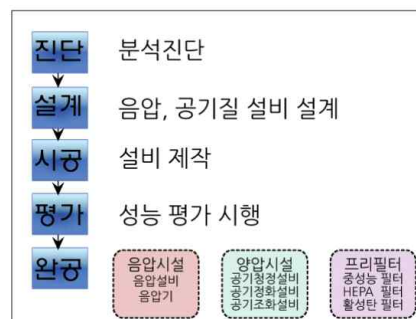 진단 분석진단
설계 음압, 공기질 설비 설계
시공 설비 제작
평가 성능 평가 시행
완공
음압시설
음압설비
음압기
양압시설
공기청정설비
공기정화설비
공기조화설비
프리필터
중성능 필터
HEPA 필터
활성탄 필터